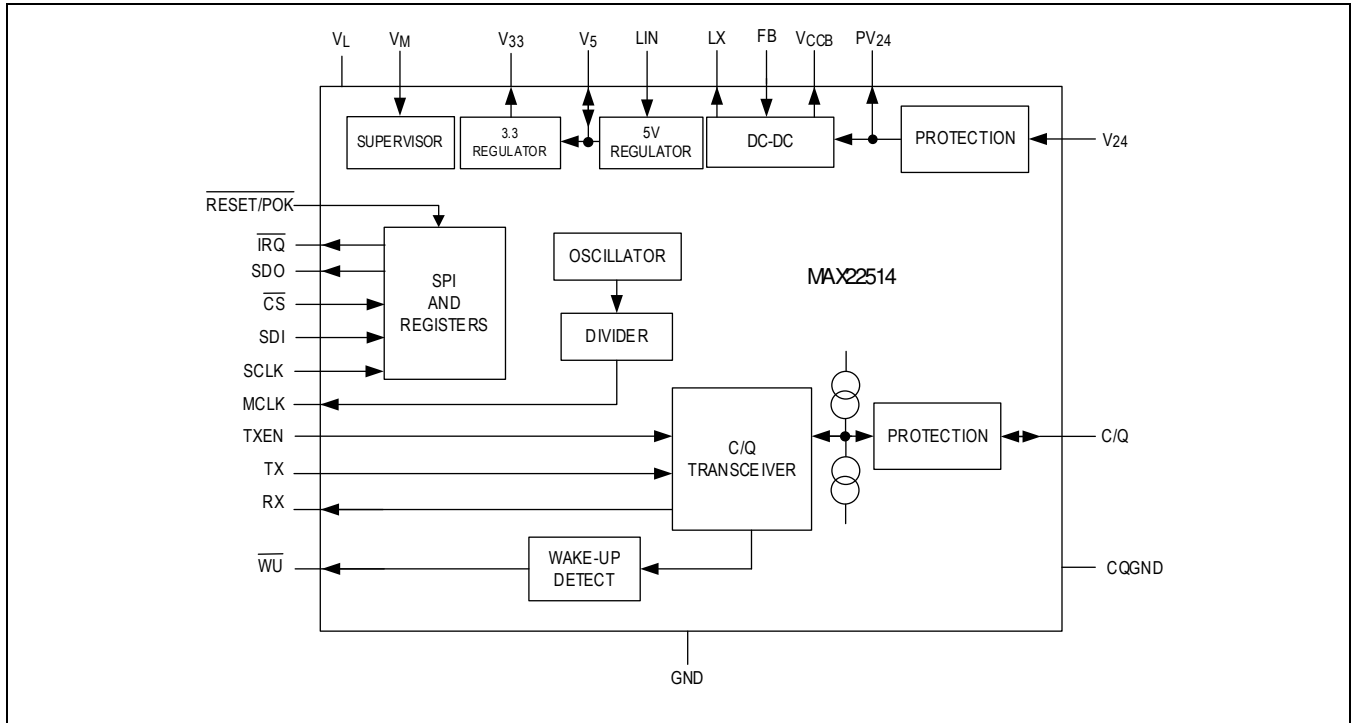 VL VM V33 V5 LIN LX FB VCCB PV24
SUPERVISOR
3.3
REGULATOR
5V
REGULATOR
DC-DC
PROTECTION
V24
RESET/POK
IRQ
SDO
CS
SDI
SCLK
MCLK
TXEN
TX
RX
WU
SPI
AND
REGISTERS
OSCILLATOR
DIVIDER
MAX22514
C/Q
TRANSCEIVER
PROTECTION
C/Q
WAKE-UP
DETECT
CQGND
GND